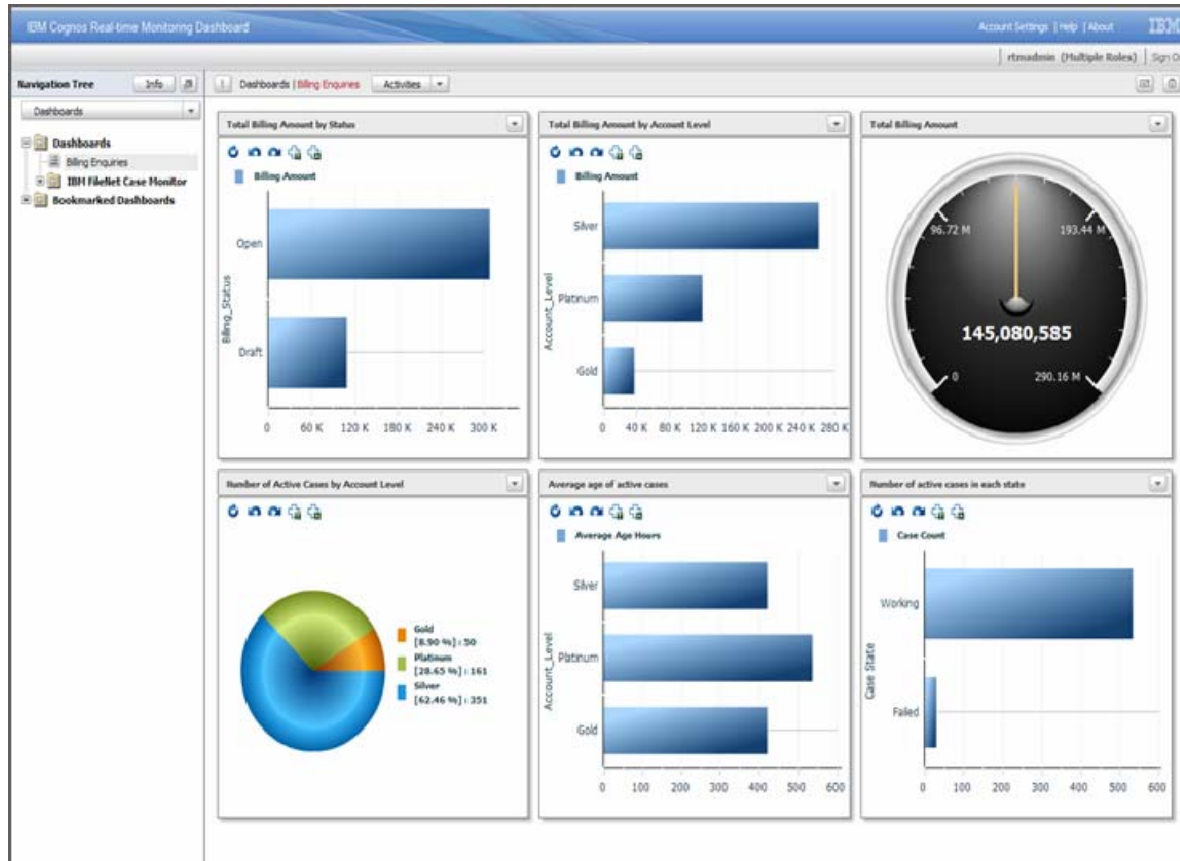 IBM Cognos Real-time Monitoring Dashboard
Account Settings | Help | About
IBM
rtmadmin (Multiple Roles)
Sign O
Navigation Tree
Info
Dashboards | Billing Enquiries
Activities
Dashboards
Dashboards
Billing Enquiries
IBM FileNet Case Monitor
Bookmarked Dashboards
Total Billing Amount by Status
Billing Amount
Billing_Status
Open
Draft
0 60 K 120 K 180 K 240 K 300 K
Total Billing Amount by Account Level
Billing Amount
Account_Level
Silver
Platinum
Gold
0 40 K 80 K 120 K 160 K 200 K 240 K 280 K
Total Billing Amount
96.72 M
193.44 M
145,080,585
0
290.16 M
Number of Active Cases by Account Level
Gold
[8.90 %] : 50
Platinum
[28.65 %] : 161
Silver
[62.46 %] : 351
Average age of active cases
Average Age Hours
Account_Level
Silver
Platinum
Gold
0 100 200 300 400 500 600
Number of active cases in each state
Case Count
Case State
Working
Failed
0 100 200 300 400 500 600